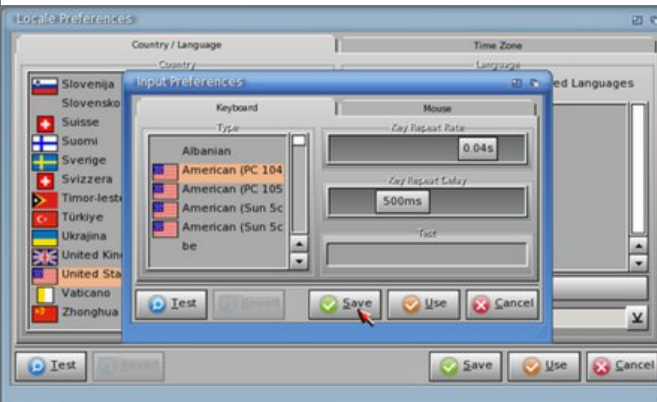 Locale Preferences
Country / Language
Time Zone
Country
Language
Slovenija
Slovensko
Suisse
Suomi
Sverige
Svizzera
Timor-Leste
Türkiye
Ukrajina
United Kin
United Sta
Vaticano
Zhonghua
ed Languages
Input Preferences
Keyboard
Mouse
Type
Key Repeat Rate
Albanian
American (PC 104
American (PC 105
American (Sun 5c
American (Sun 5c
be
0.04s
Key Repeat Delay
500ms
Test
Test
Revert
Save
Use
Cancel
Test
Revert
Save
Use
Cancel